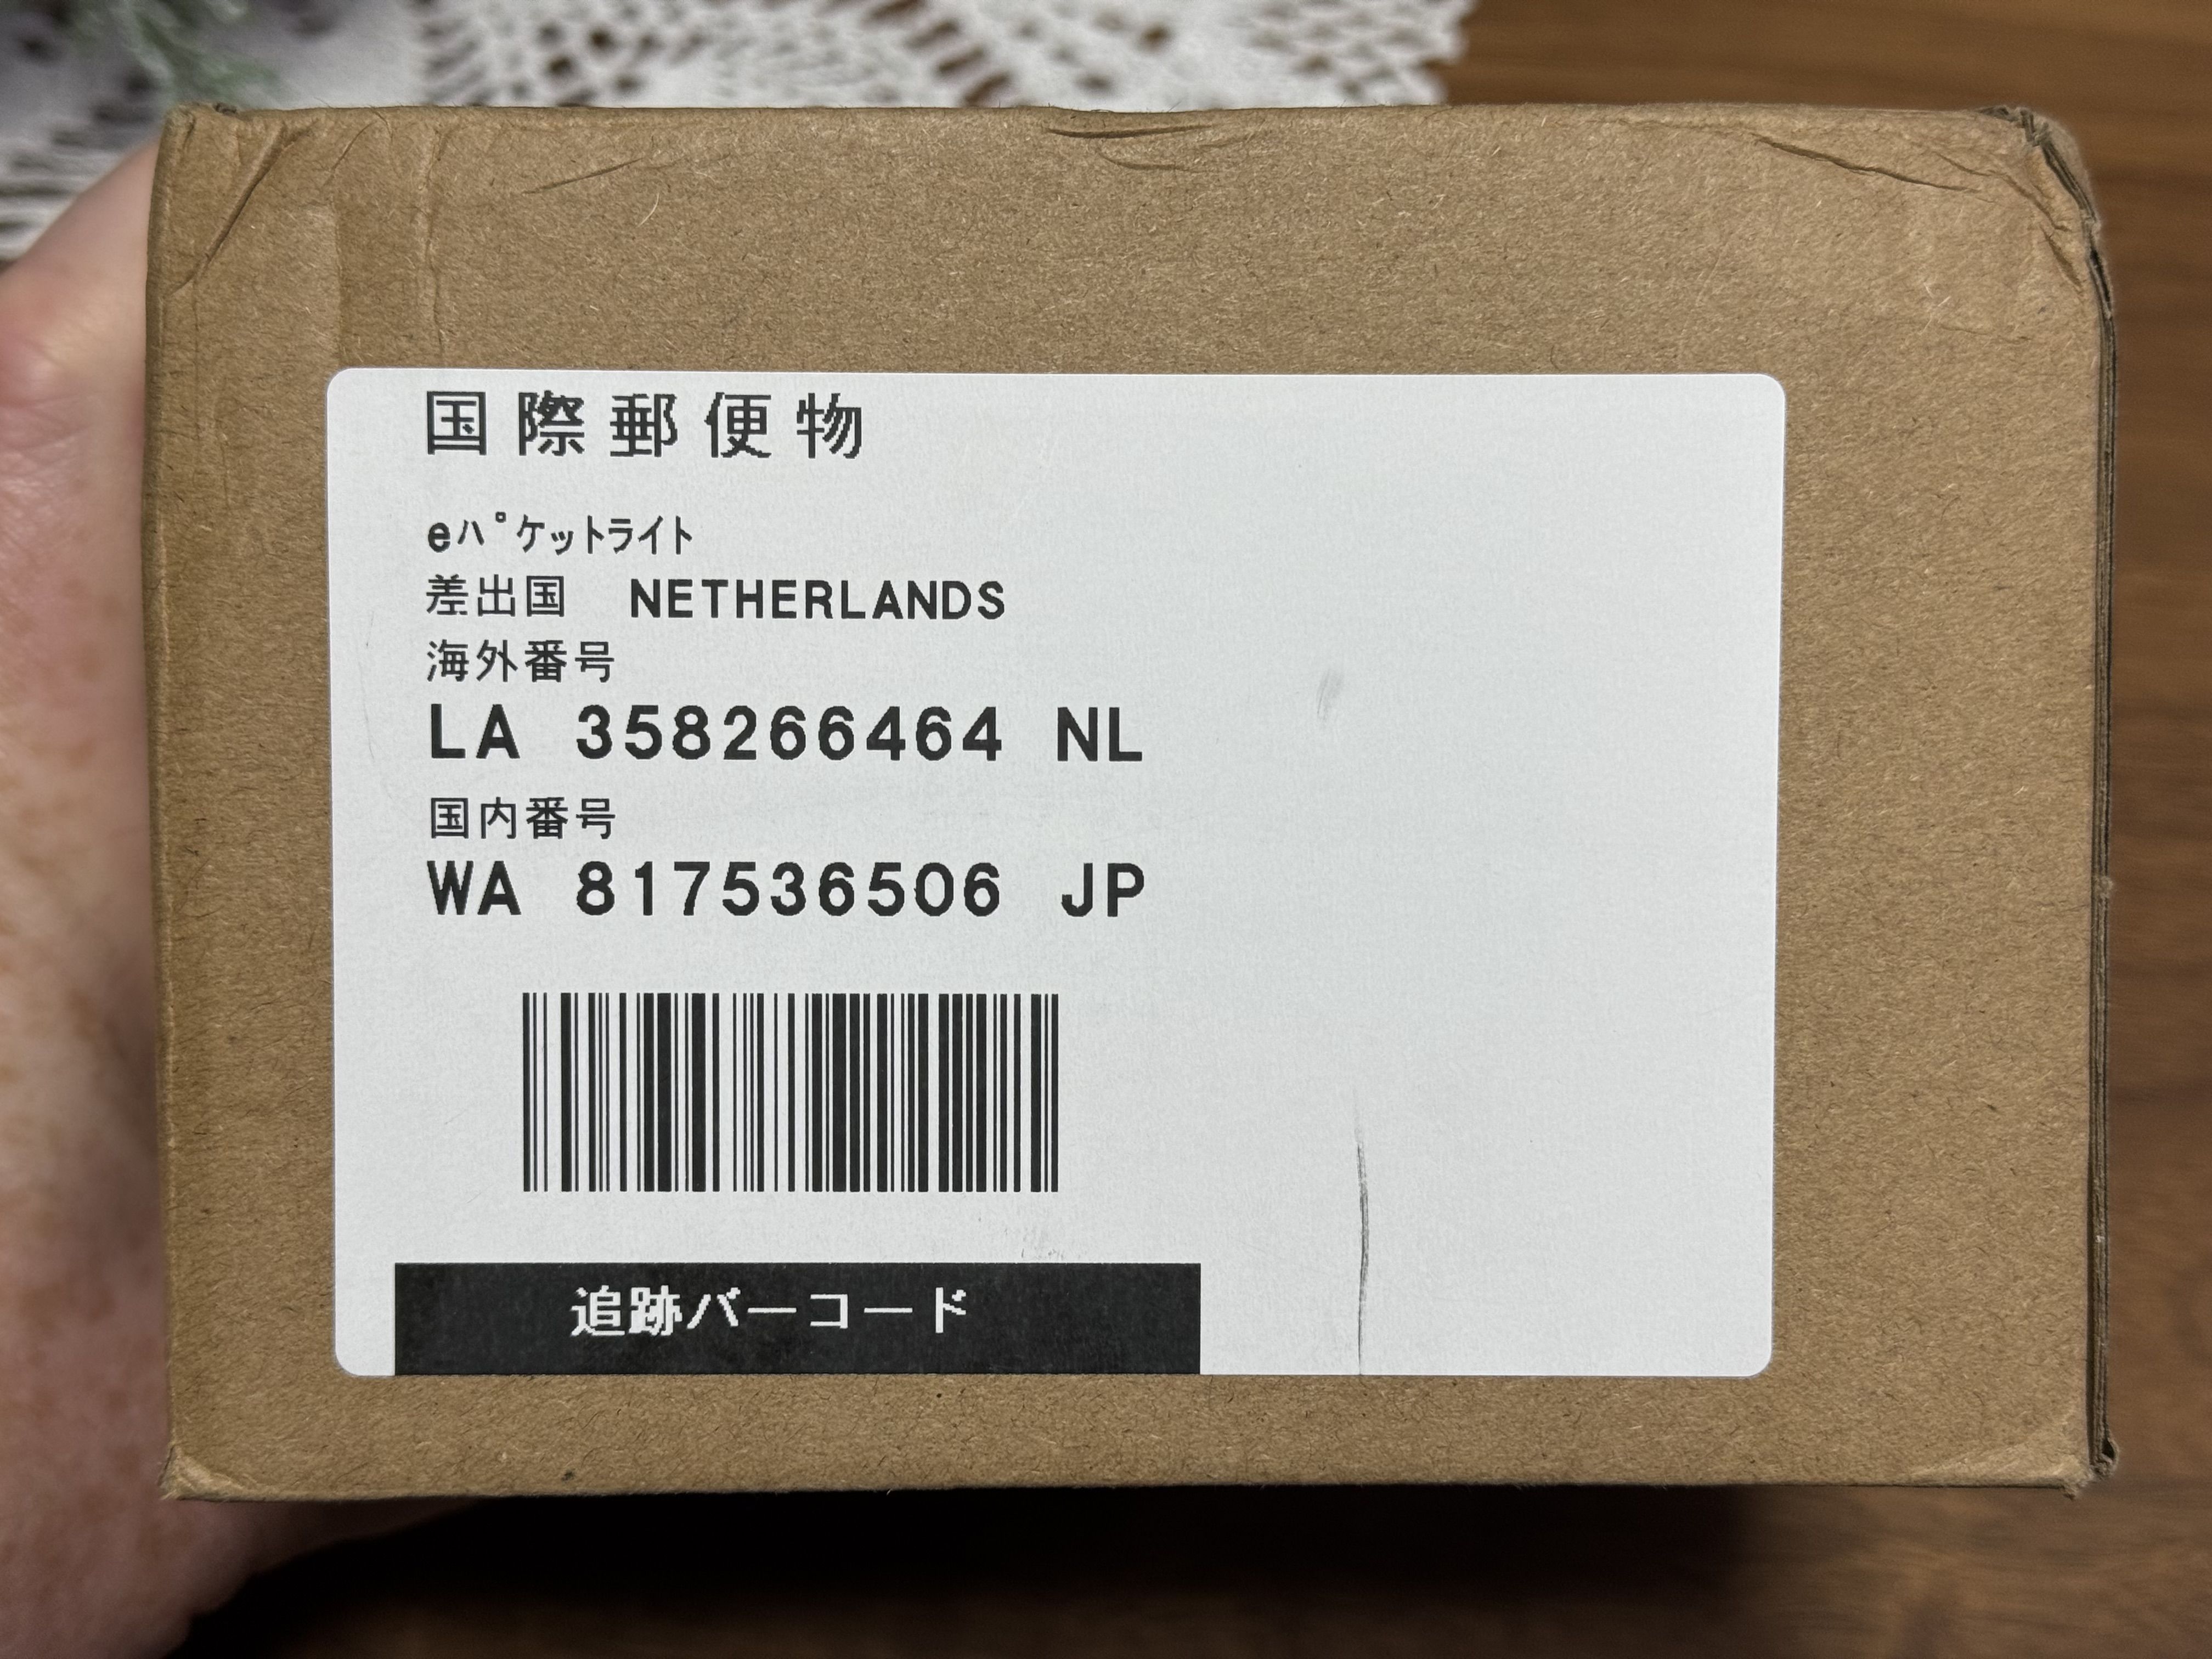 国際郵便物
eパケットライト
差出国 NETHERLANDS
海外番号
LA 358266464 NL
国内番号
WA 817536506 JP
追跡バーコード